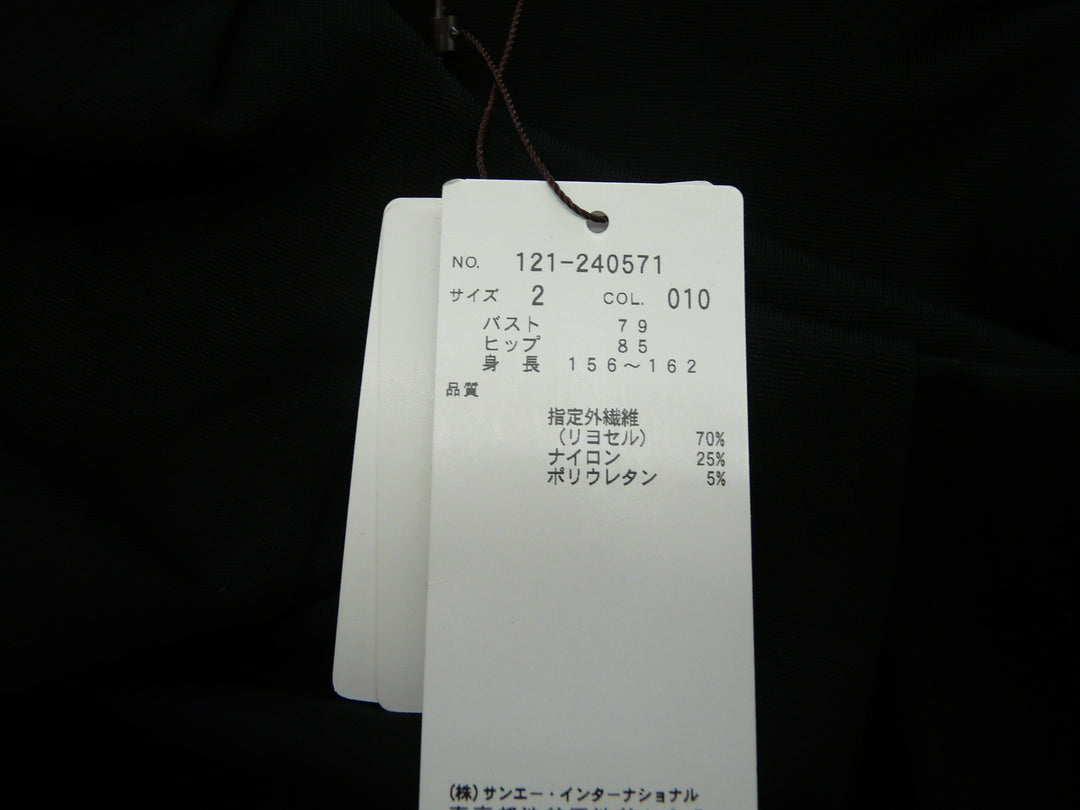 NO. 121-240571
サイズ 2 COL. 010
バスト 79
ヒップ 85
身 長 156～162
品質
指定外繊維
(リヨセル) 70%
ナイロン 25%
ポリウレタン 5%
(株)サンエー・インターナショナル